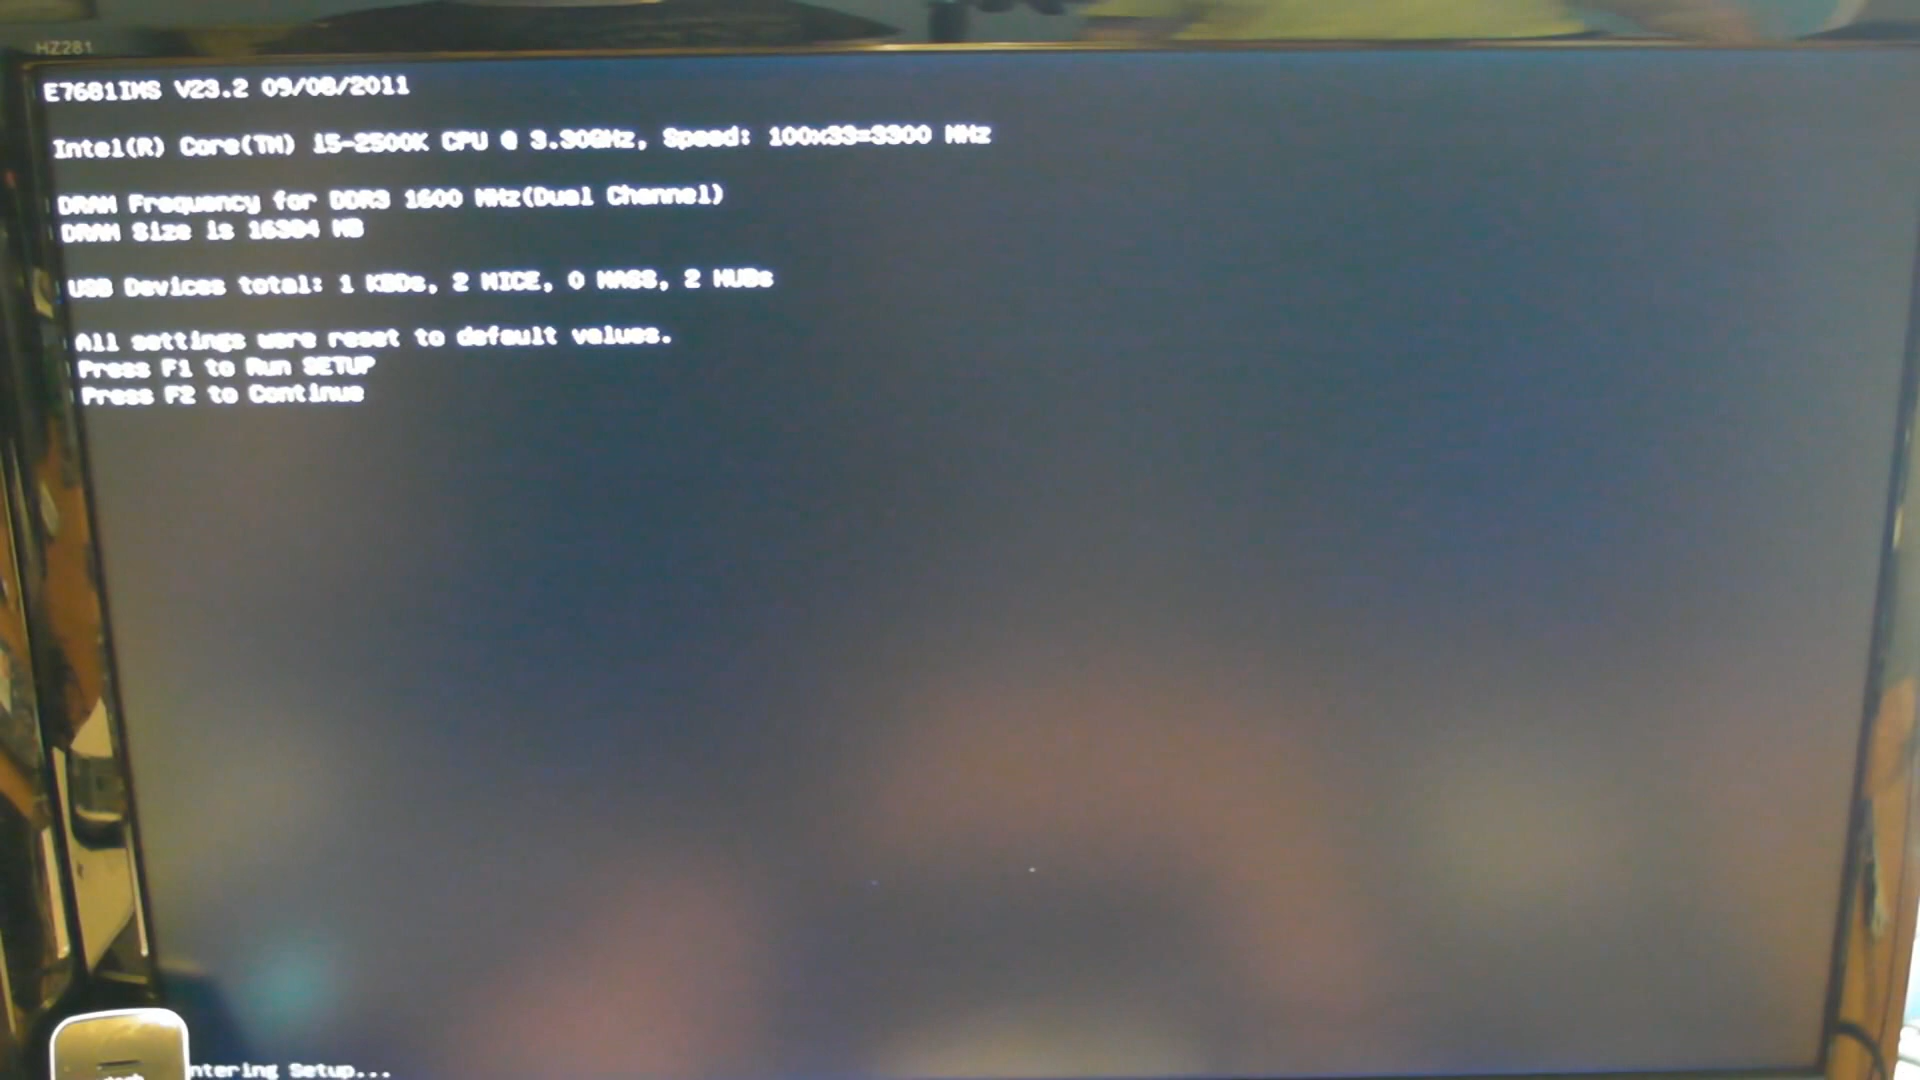 HZ281
E7681IMS V23.2 09/08/2011
Intel(R) Core(TM) i5-2500K CPU @ 3.30GHz, Speed: 100x33=3300 MHz
DRAM Frequency for DDR3 1600 MHz(Dual Channel)
DRAM Size is 16384 MB
USB Devices total: 1 KBDs, 2 MICE, 0 MASS, 2 HUBs
All settings were reset to default values.
Press F1 to Run SETUP
Press F2 to Continue
ntering Setup...